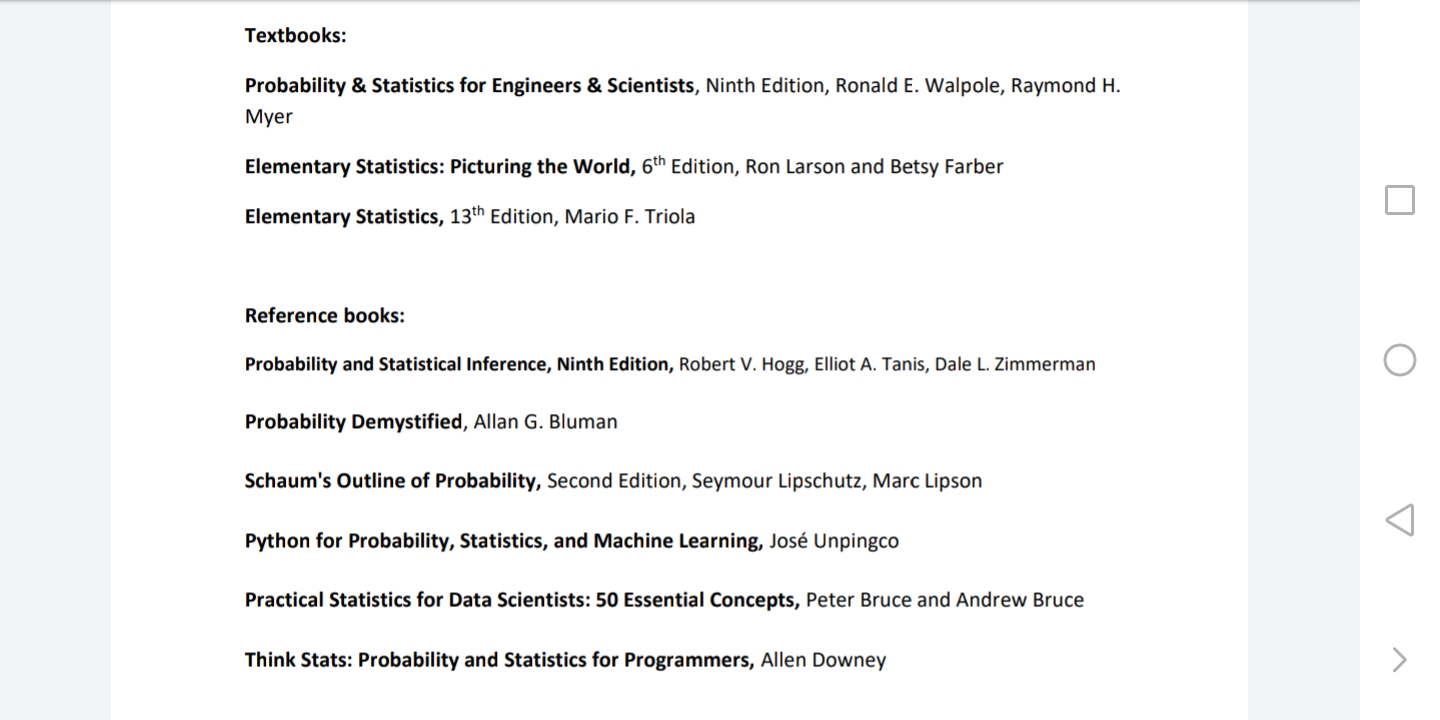 Textbooks:
Probability & Statistics for Engineers & Scientists, Ninth Edition, Ronald E. Walpole, Raymond H.
Myer
Elementary Statistics: Picturing the World, 6th Edition, Ron Larson and Betsy Farber
Elementary Statistics, 13th Edition, Mario F. Triola
Reference books:
Probability and Statistical Inference, Ninth Edition, Robert V. Hogg, Elliot A. Tanis, Dale L. Zimmerman
Probability Demystified, Allan G. Bluman
Schaum's Outline of Probability, Second Edition, Seymour Lipschutz, Marc Lipson
Python for Probability, Statistics, and Machine Learning, José Unpingco
Practical Statistics for Data Scientists: 50 Essential Concepts, Peter Bruce and Andrew Bruce
Think Stats: Probability and Statistics for Programmers, Allen Downey